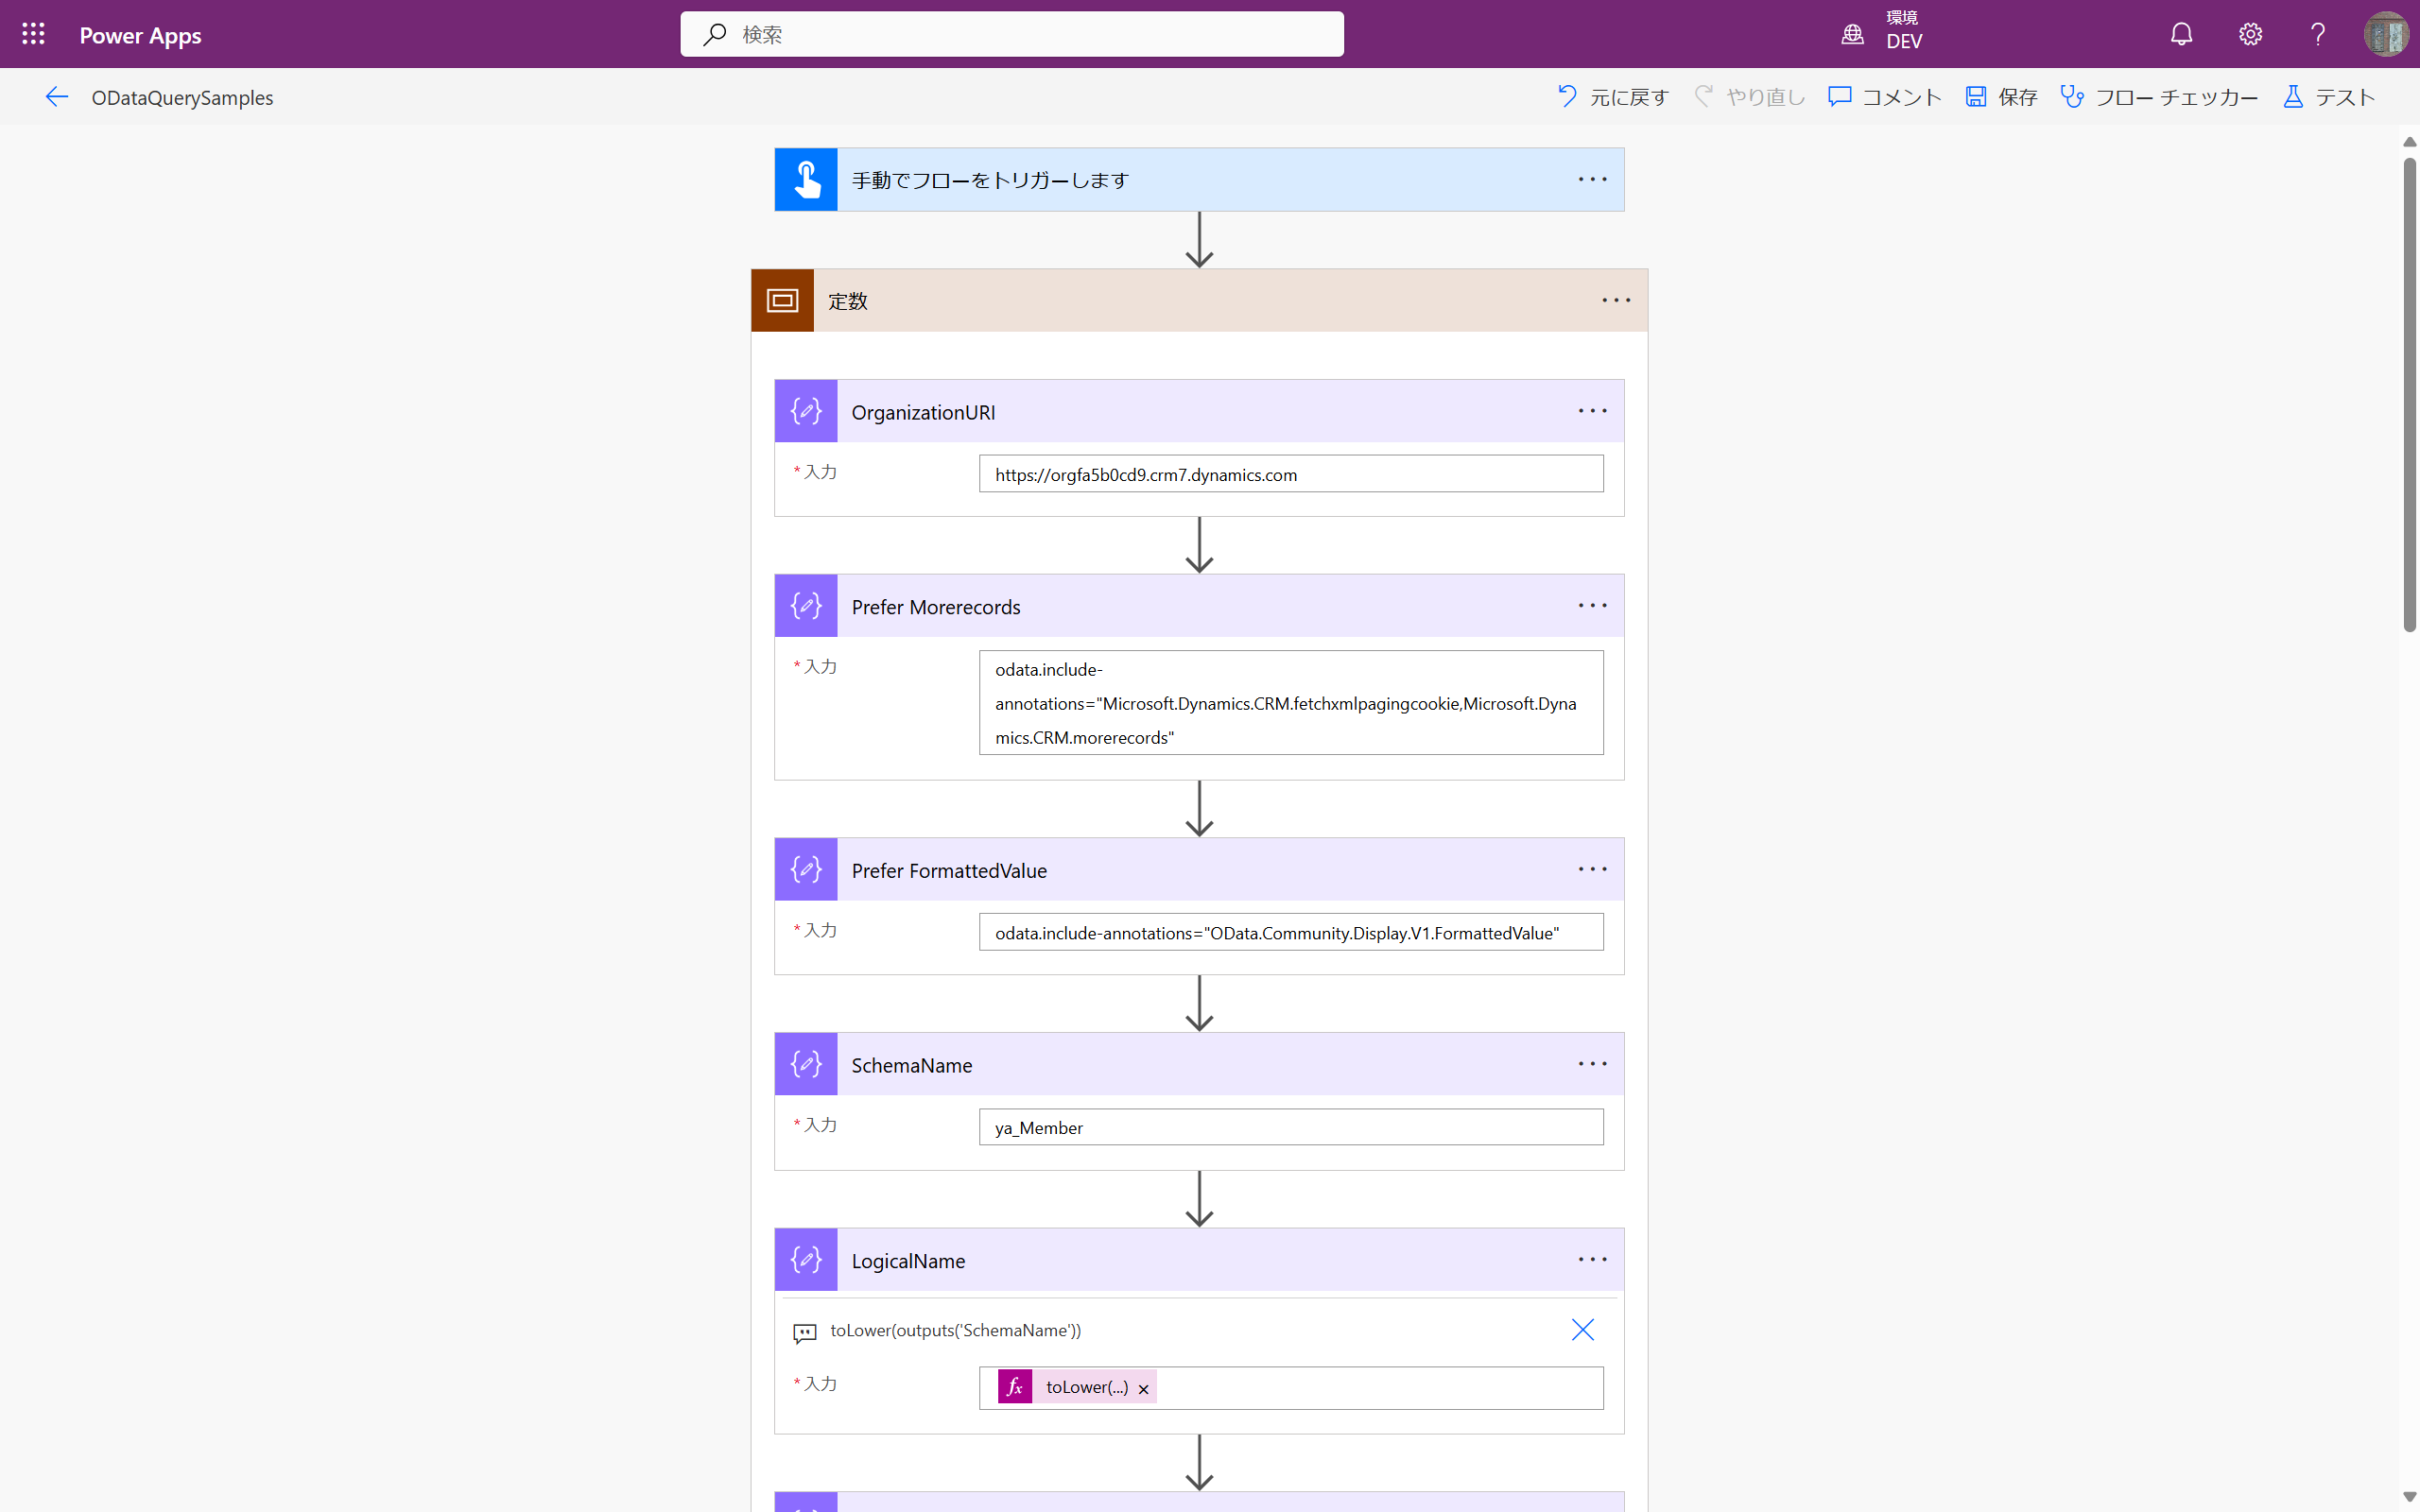 Power Apps
検索
環境
DEV
ODataQuerySamples
元に戻す
やり直し
コメント
保存
フロー チェッカー
テスト
手動でフローをトリガーします
定数
OrganizationURI
* 入力
https://orgfa5b0cd9.crm7.dynamics.com
Prefer Morerecords
* 入力
odata.include-
annotations="Microsoft.Dynamics.CRM.fetchxmlpagingcookie,Microsoft.Dyna
mics.CRM.morerecords"
Prefer FormattedValue
* 入力
odata.include-annotations="OData.Community.Display.V1.FormattedValue"
SchemaName
* 入力
ya_Member
LogicalName
toLower(outputs('SchemaName'))
* 入力
fx toLower(...) ×